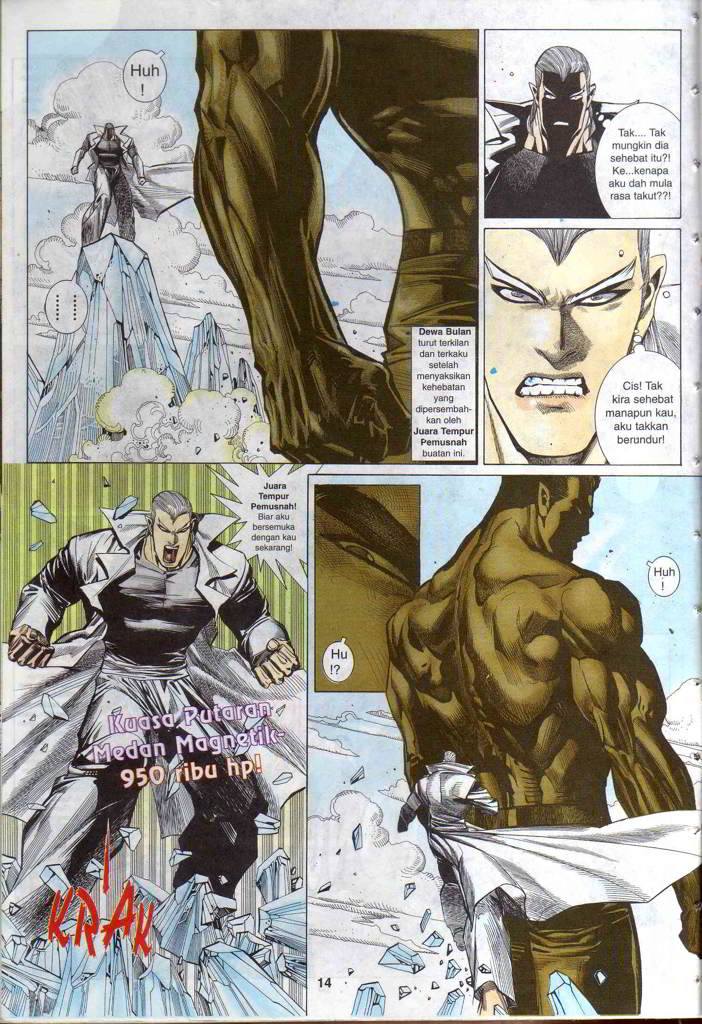 Huh
!
. . .
. . .
Dewa Bulan
turut terkilan
dan terkaku
setelah
menyaksikan
kehebatan
yang
dipersembah-
kan oleh
Juara Tempur
Pemusnah
buatan ini.
Tak.... Tak
mungkin dia
sehebat itu?!
Ke...kenapa
aku dah mula
rasa takut??!
Cis! Tak
kira sehebat
manapun kau,
aku takkan
berundur!
Juara
Tempur
Pemusnah!
Biar aku
bersemuka
dengan kau
sekarang!
Kuasa Putaran
Medan Magnetik-
950 ribu hp!
KRAK
!
Hu
!?
Huh
!
14